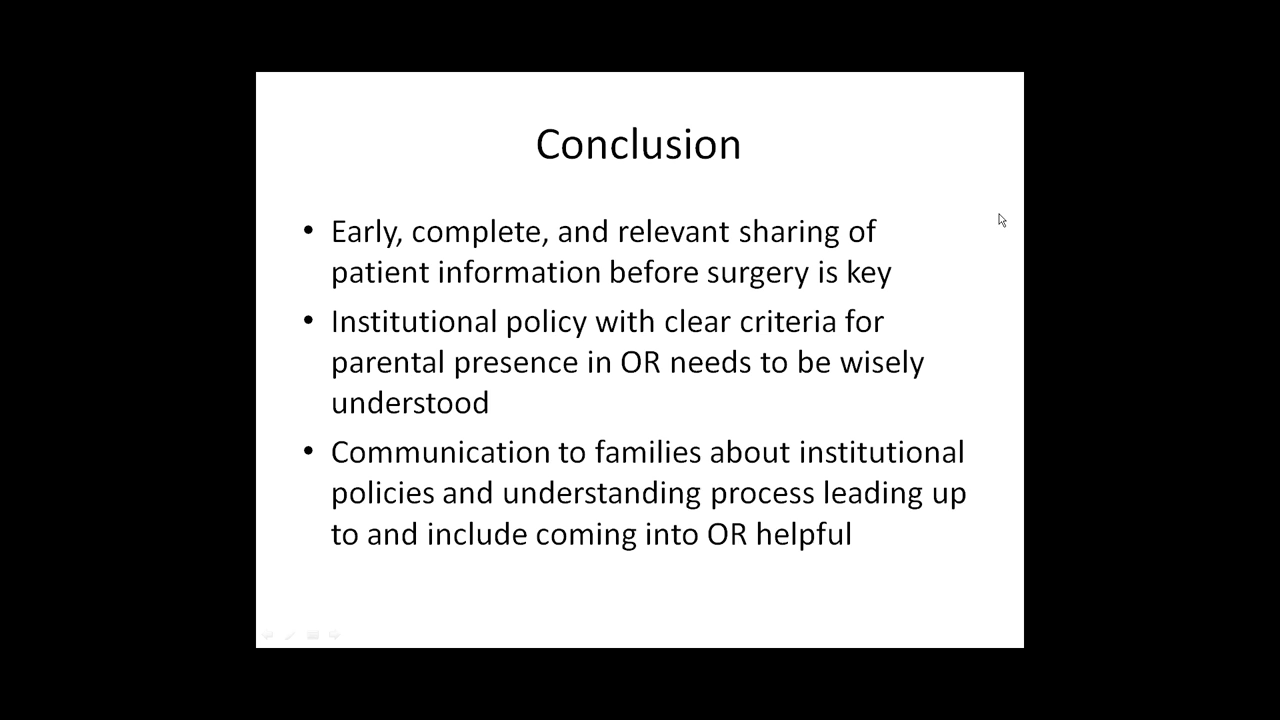 Conclusion
• Early, complete, and relevant sharing of
patient information before surgery is key
• Institutional policy with clear criteria for
parental presence in OR needs to be wisely
understood
• Communication to families about institutional
policies and understanding process leading up
to and include coming into OR helpful